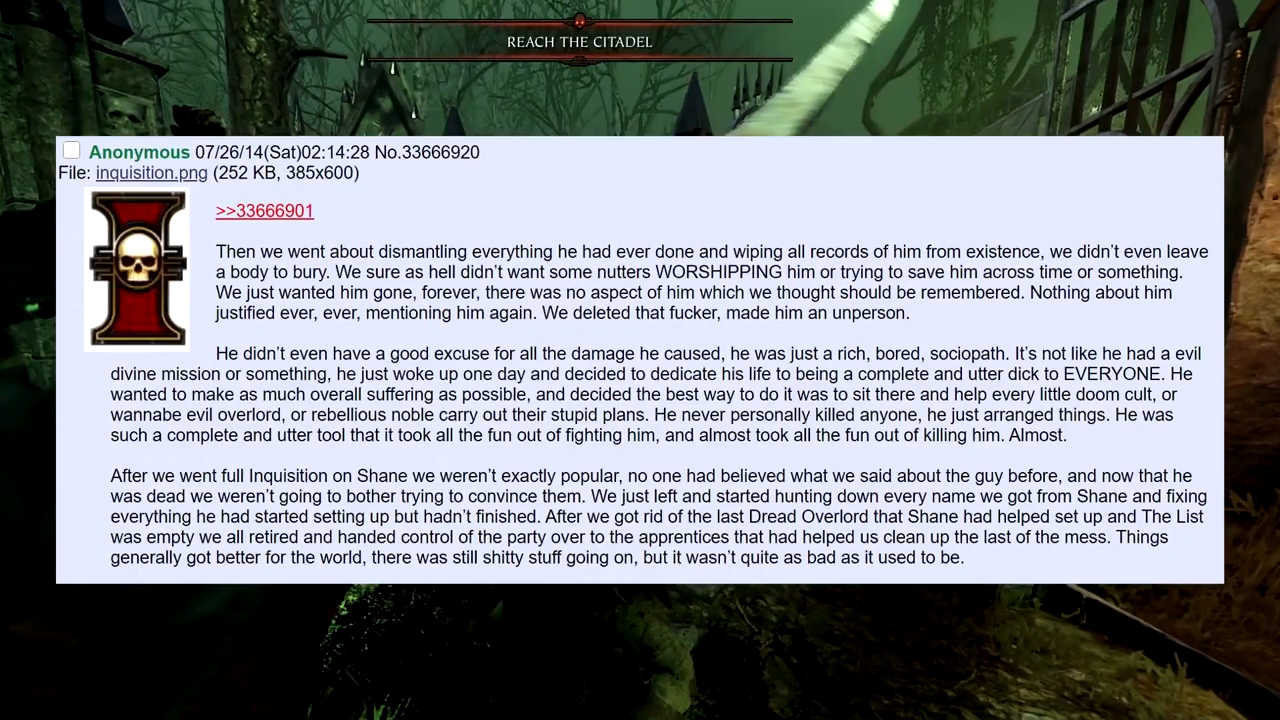 REACH THE CITADEL
Anonymous 07/26/14(Sat)02:14:28 No.33666920
File: inquisition.png (252 KB, 385x600)
>>33666901
Then we went about dismantling everything he had ever done and wiping all records of him from existence, we didn’t even leave
a body to bury. We sure as hell didn’t want some nutters WORSHIPPING him or trying to save him across time or something.
We just wanted him gone, forever, there was no aspect of him which we thought should be remembered. Nothing about him
justified ever, ever, mentioning him again. We deleted that fucker, made him an unperson.
He didn’t even have a good excuse for all the damage he caused, he was just a rich, bored, sociopath. It’s not like he had a evil
divine mission or something, he just woke up one day and decided to dedicate his life to being a complete and utter dick to EVERYONE. He
wanted to make as much overall suffering as possible, and decided the best way to do it was to sit there and help every little doom cult, or
wannabe evil overlord, or rebellious noble carry out their stupid plans. He never personally killed anyone, he just arranged things. He was
such a complete and utter tool that it took all the fun out of fighting him, and almost took all the fun out of killing him. Almost.
After we went full Inquisition on Shane we weren’t exactly popular, no one had believed what we said about the guy before, and now that he
was dead we weren’t going to bother trying to convince them. We just left and started hunting down every name we got from Shane and fixing
everything he had started setting up but hadn’t finished. After we got rid of the last Dread Overlord that Shane had helped set up and The List
was empty we all retired and handed control of the party over to the apprentices that had helped us clean up the last of the mess. Things
generally got better for the world, there was still shitty stuff going on, but it wasn’t quite as bad as it used to be.